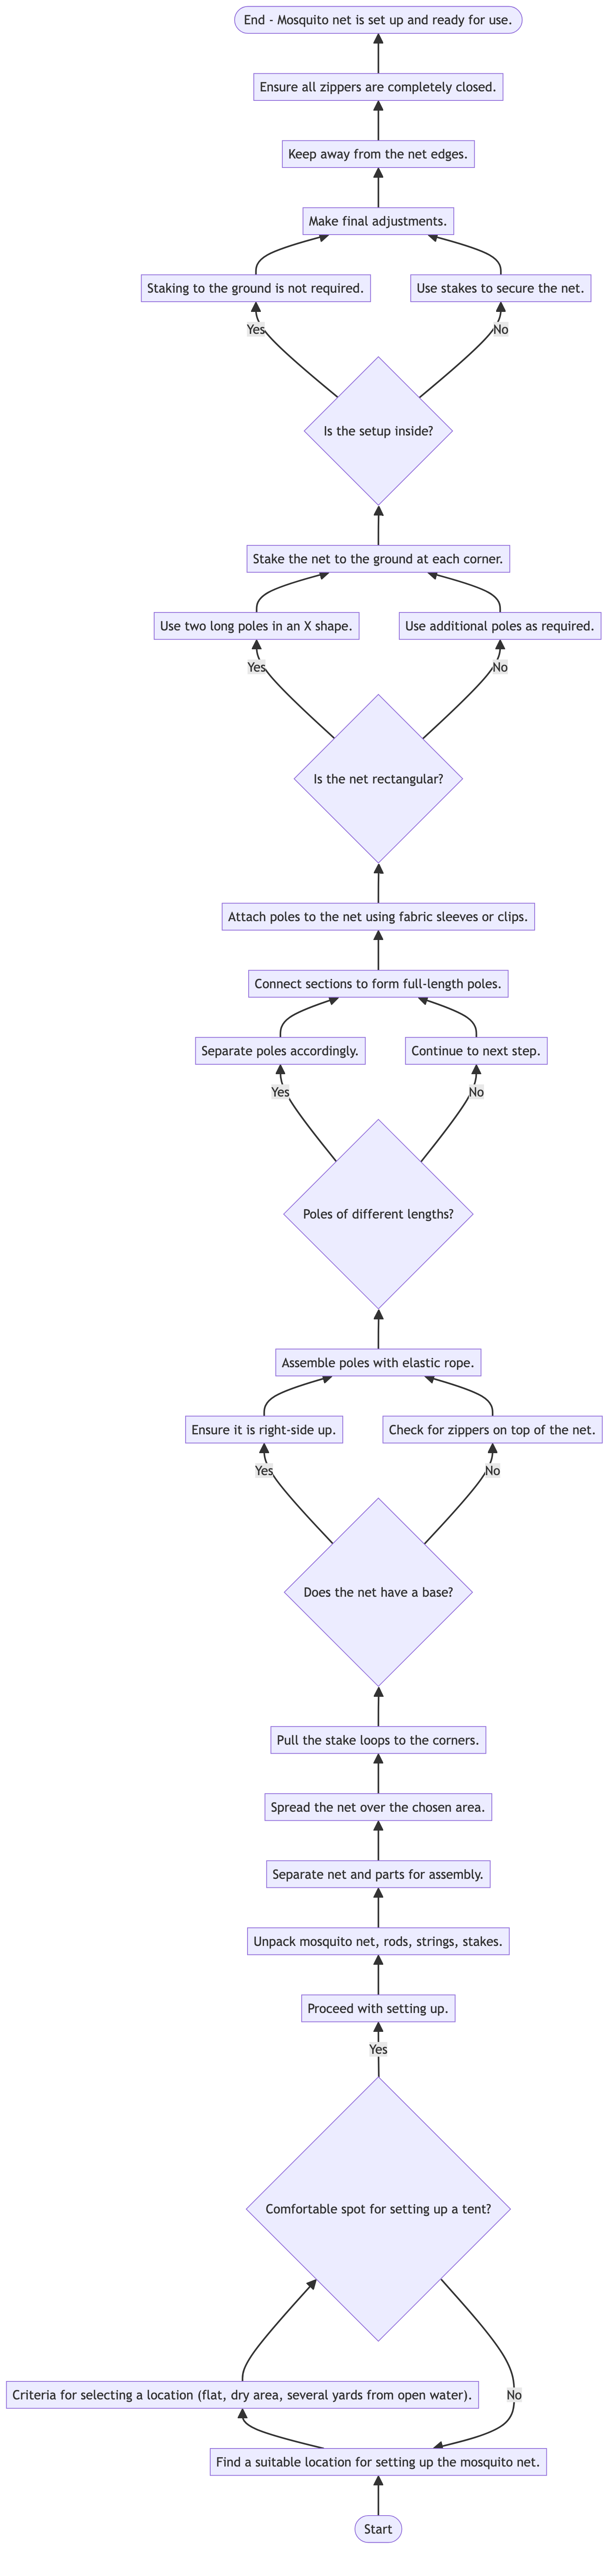 End - Mosquito net is set up and ready for use.
Ensure all zippers are completely closed.
Keep away from the net edges.
Make final adjustments.
Staking to the ground is not required.
Use stakes to secure the net.
Yes
No
Is the setup inside?
Stake the net to the ground at each corner.
Use two long poles in an X shape.
Use additional poles as required.
Yes
No
Is the net rectangular?
Attach poles to the net using fabric sleeves or clips.
Connect sections to form full-length poles.
Separate poles accordingly.
Continue to next step.
Yes
No
Poles of different lengths?
Assemble poles with elastic rope.
Ensure it is right-side up.
Check for zippers on top of the net.
Yes
No
Does the net have a base?
Pull the stake loops to the corners.
Spread the net over the chosen area.
Separate net and parts for assembly.
Unpack mosquito net, rods, strings, stakes.
Proceed with setting up.
Yes
Comfortable spot for setting up a tent?
Criteria for selecting a location (flat, dry area, several yards from open water).
No
Find a suitable location for setting up the mosquito net.
Start